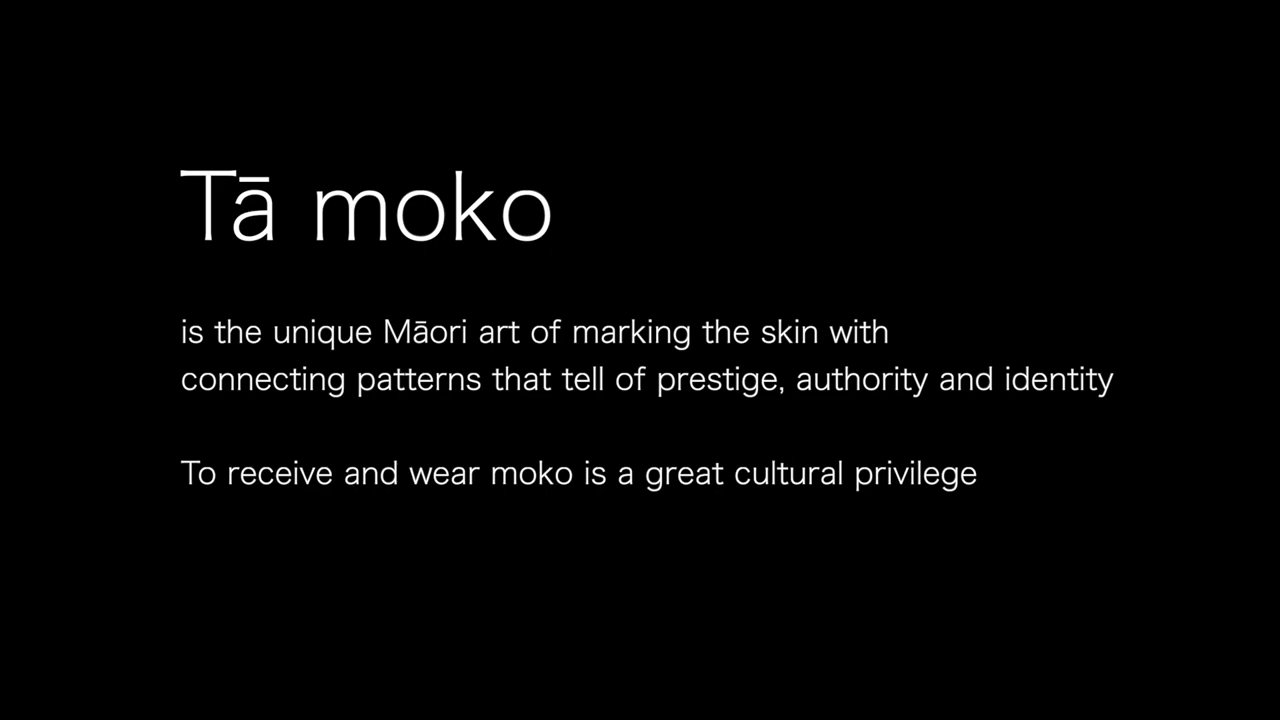 Tā moko
is the unique Māori art of marking the skin with
connecting patterns that tell of prestige, authority and identity
To receive and wear moko is a great cultural privilege